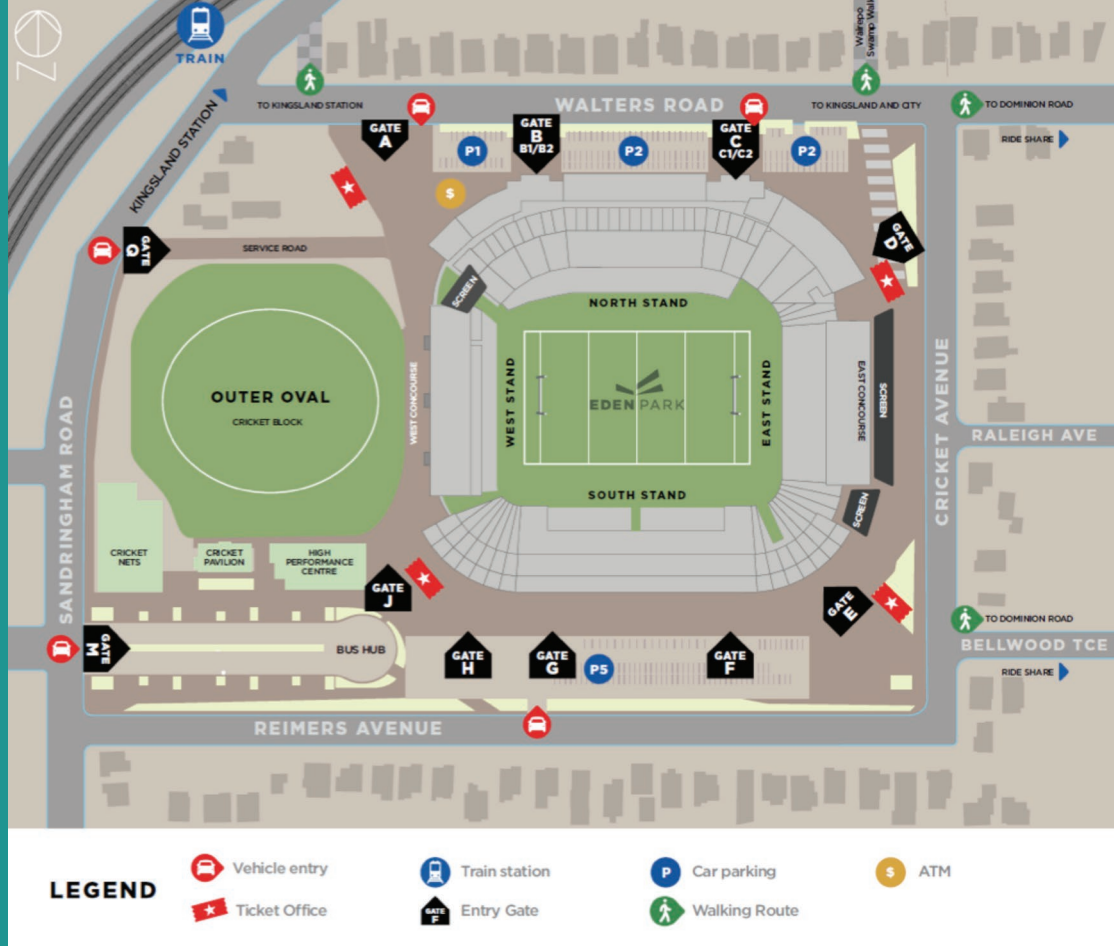 N
TRAIN
Wairepo
KINGSLAND STATION
TO KINGSLAND STATION
WALTERS ROAD
TO KINGSLAND AND CITY
TO DOMINION ROAD
RIDE SHARE
GATE
A
P1
GATE
B
B1/B2
P2
GATE
C
C1/C2
P2
$
GATE
D
GATE
Q
SERVICE ROAD
SCREEN
NORTH STAND
OUTER OVAL
CRICKET BLOCK
WEST CONCOURSE
WEST STAND
EDEN PARK
EAST STAND
EAST CONCOURSE
SCREEN
CRICKET AVENUE
RALEIGH AVE
SANDRINGHAM ROAD
SOUTH STAND
SCREEN
CRICKET
NETS
CRICKET
PAVILION
HIGH
PERFORMANCE
CENTRE
GATE
J
GATE
E
TO DOMINION ROAD
BELLWOOD TCE
RIDE SHARE
GATE
M
BUS HUB
GATE
H
GATE
G
P5
GATE
F
REIMERS AVENUE
LEGEND
Vehicle entry
Train station
P
Car parking
$
ATM
Ticket Office
GATE
F
Entry Gate
Walking Route